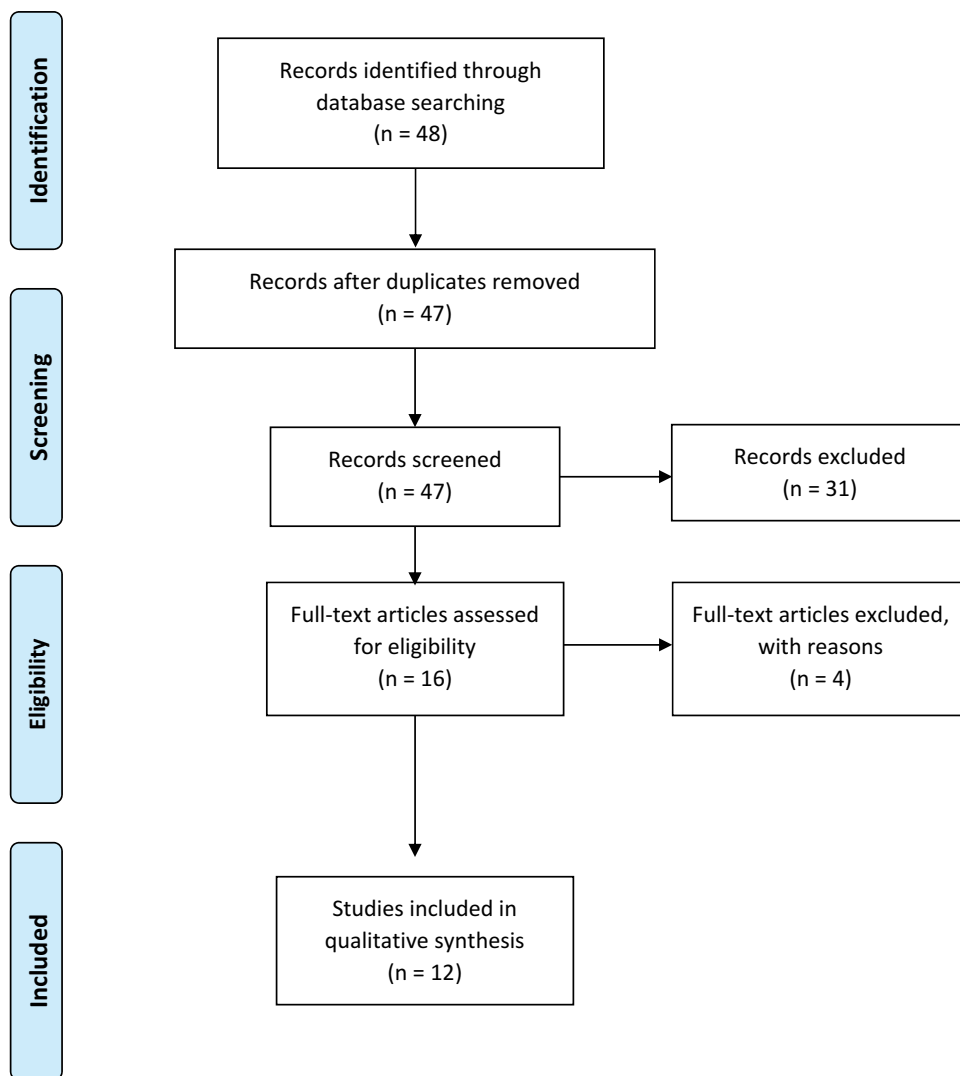 Identification
Records identified through
database searching
(n = 48)
Records after duplicates removed
(n = 47)
Screening
Records screened
(n = 47)
Records excluded
(n = 31)
Eligibility
Full-text articles assessed
for eligibility
(n = 16)
Full-text articles excluded,
with reasons
(n = 4)
Included
Studies included in
qualitative synthesis
(n = 12)